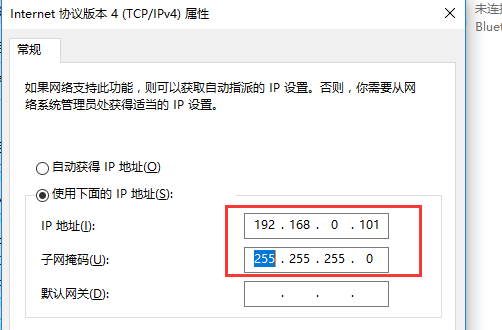 Internet 协议版本 4 (TCP/IPv4) 属性
未连接
Bluet
常规
如果网络支持此功能，则可以获取自动指派的 IP 设置。否则，你需要从网
络系统管理员处获得适当的 IP 设置。
自动获得 IP 地址(O)
使用下面的 IP 地址(S):
IP 地址(I): 192 . 168 . 0 . 101
子网掩码(U): 255 . 255 . 255 . 0
默认网关(D): . . .